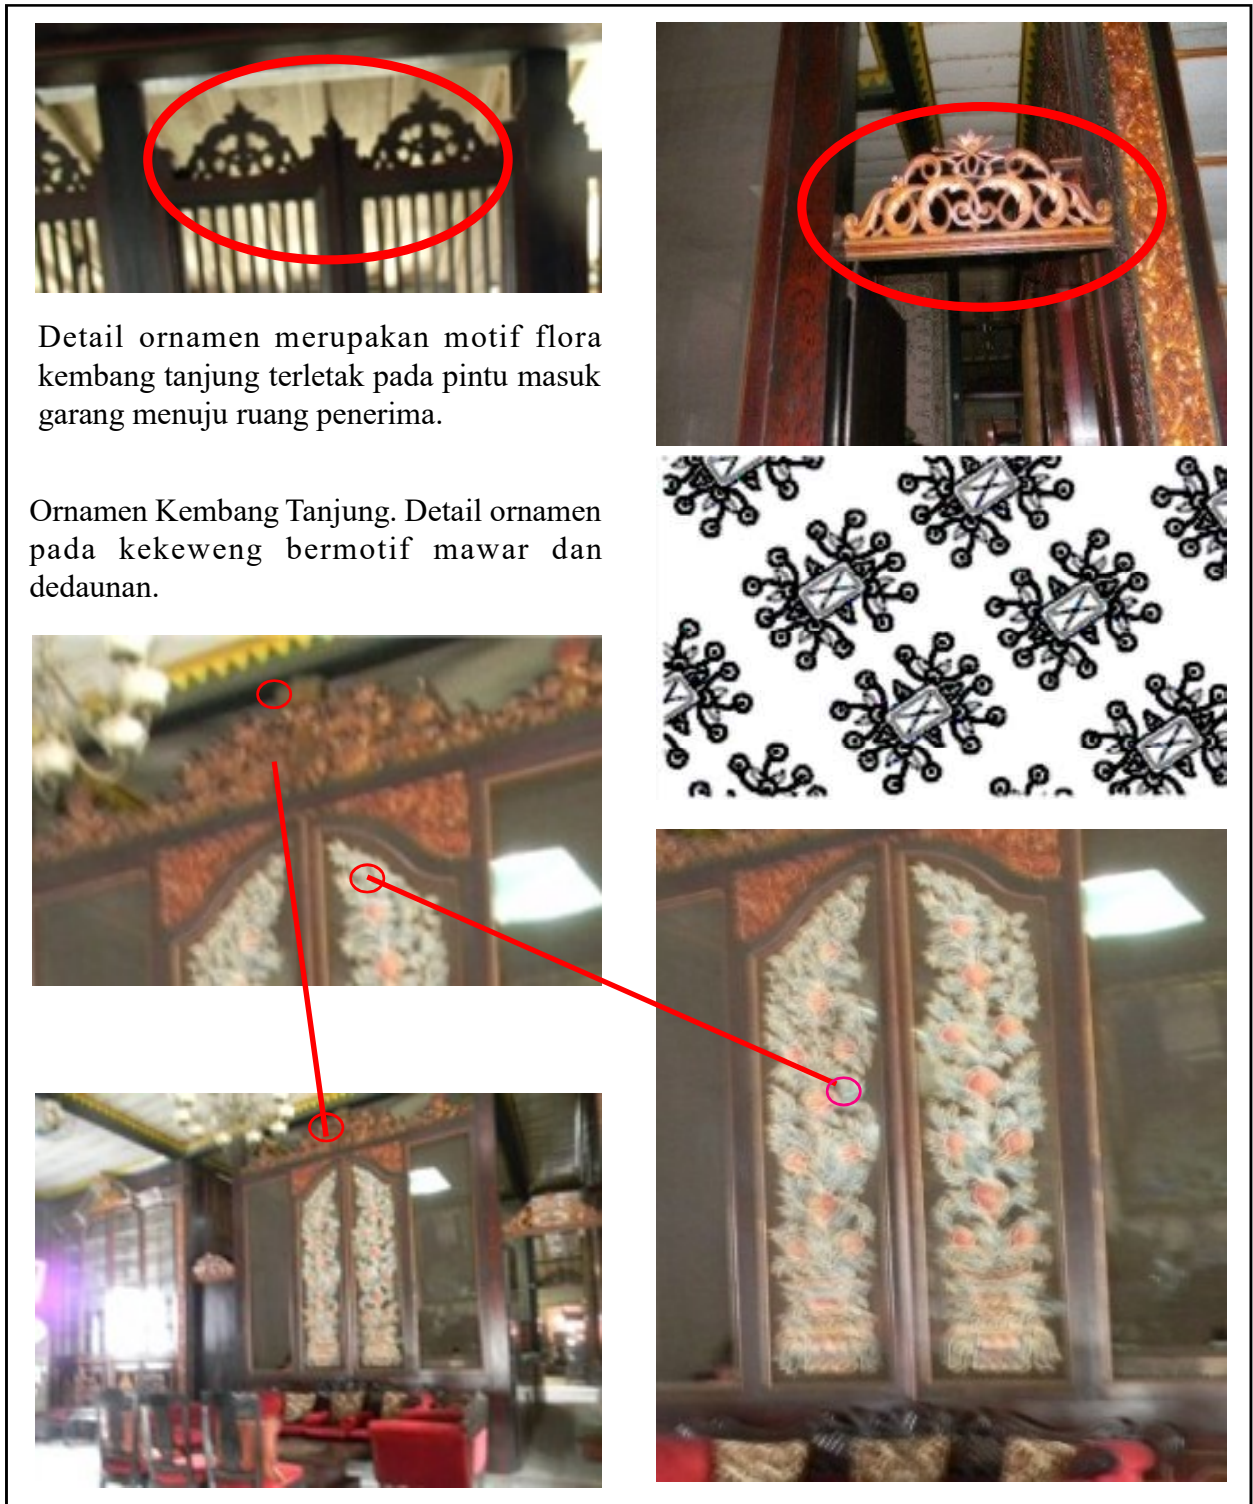 Detail ornamen merupakan motif flora
kembang tanjung terletak pada pintu masuk
garang menuju ruang penerima.
Ornamen Kembang Tanjung. Detail ornamen
pada kekeweng bermotif mawar dan
dedaunan.